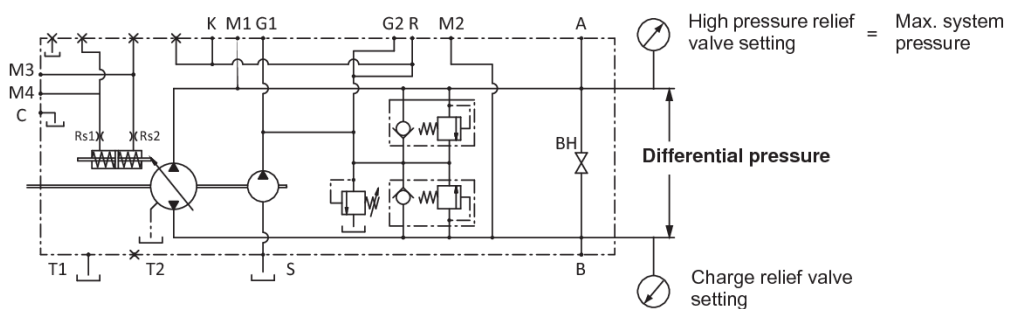 K M1 G1 G2 R M2 A
High pressure relief valve setting = Max. system pressure
M3
M4
C
Rs1 Rs2
BH
Differential pressure
T1 T2 S B
Charge relief valve setting